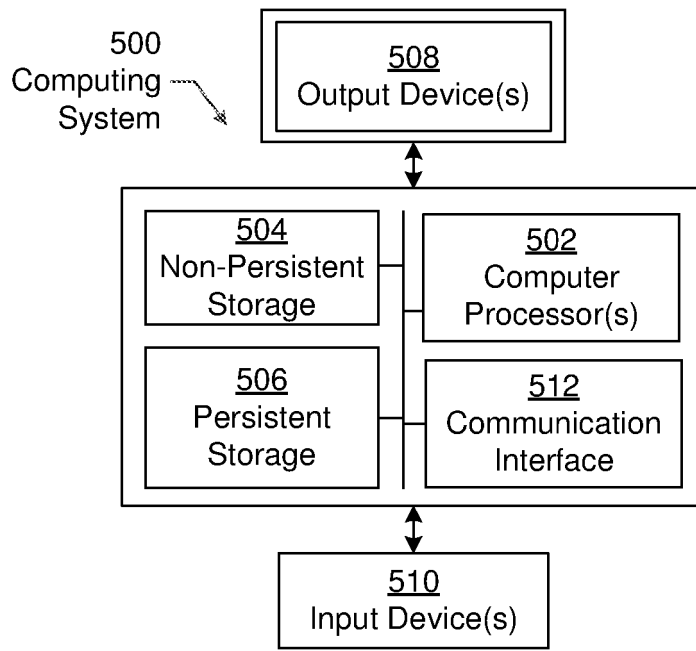 500
Computing
System
508
Output Device(s)
504
Non-Persistent
Storage
502
Computer
Processor(s)
506
Persistent
Storage
512
Communication
Interface
510
Input Device(s)